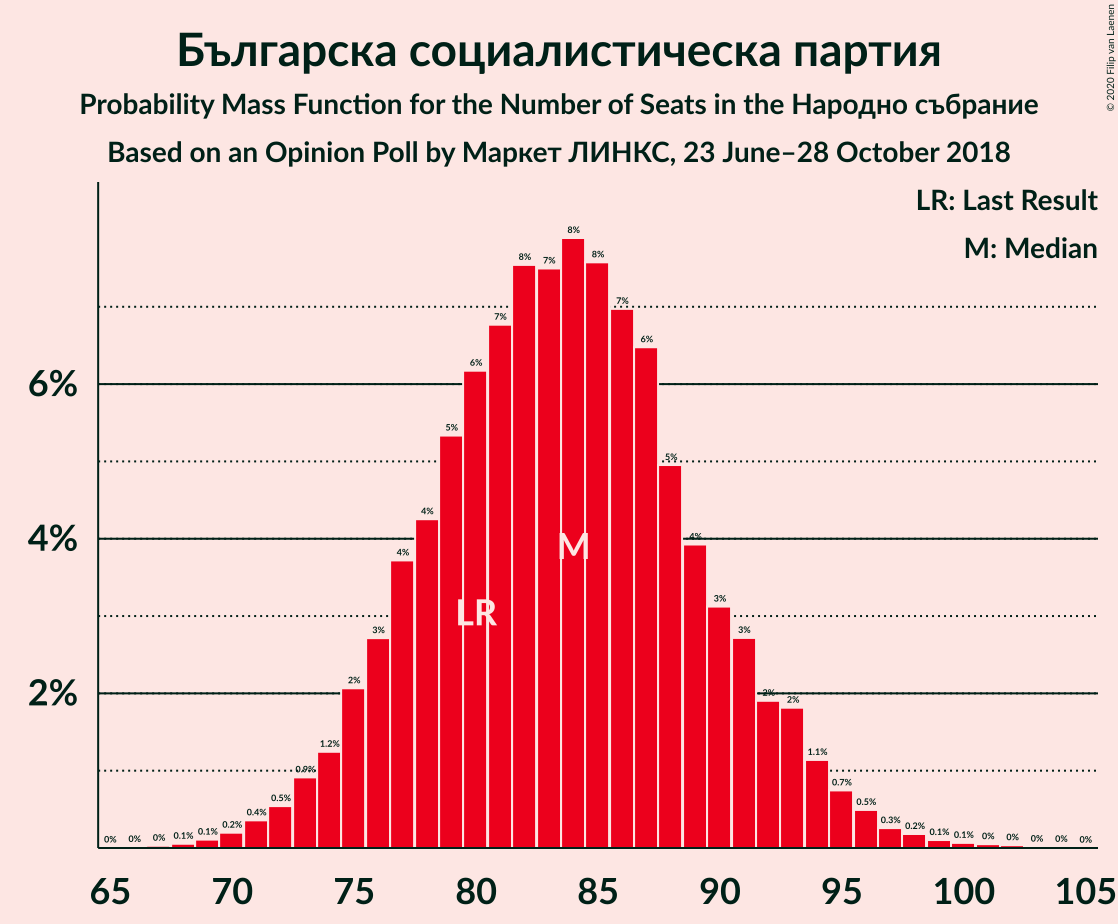 Българска социалистическа партия
Probability Mass Function for the Number of Seats in the Народно събрание
Based on an Opinion Poll by Маркет ЛИНКС, 23 June–28 October 2018
© 2020 Filip van Laenen
LR: Last Result
M: Median
6%
4%
2%
0% 0% 0% 0.1% 0.1% 0.2% 0.4% 0.5% 0.9% 1.2% 2% 3% 4% 4% 5% 6% 7% 8% 7% 8% 8% 7% 6% 5% 4% 3% 3% 2% 2% 1.1% 0.7% 0.5% 0.3% 0.2% 0.1% 0.1% 0% 0% 0% 0% 0%
M
LR
65 70 75 80 85 90 95 100 105